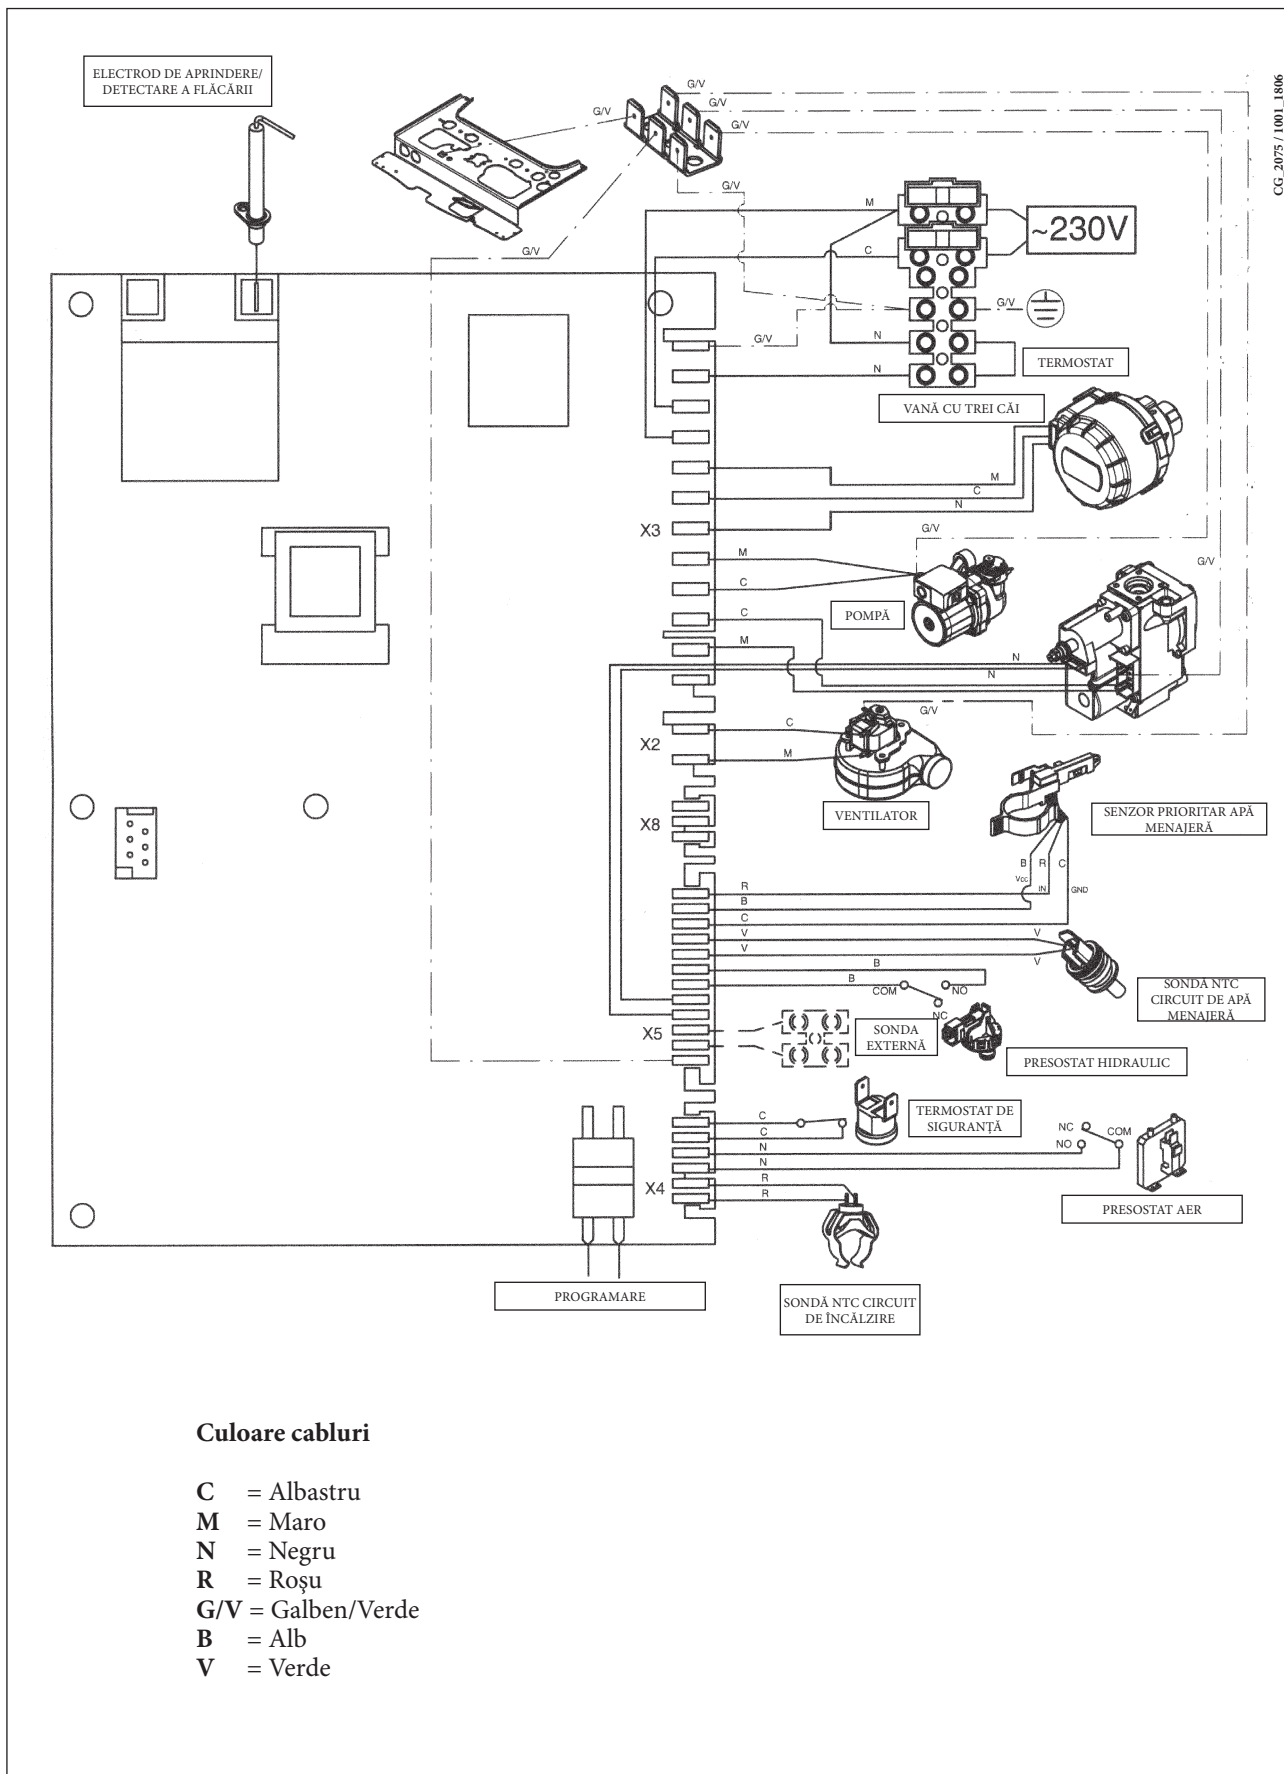 ELECTROD DE APRINDERE/
DETECTARE A FLĂCĂRII
CG_2075 / 1001_1806
G/V
G/V
G/V
G/V
G/V
G/V
M
~230V
C
G/V
G/V
N
TERMOSTAT
N
VANĂ CU TREI CĂI
M
C
N
X3
G/V
M
G/V
C
POMPĂ
C
M
N
N
G/V
C
X2
M
VENTILATOR
X8
SENZOR PRIORITAR APĂ
MENAJERĂ
B R C
Vcc
IN
GND
R
B
C
V
V
V
V
B
B
COM
NO
NC
SONDĂ NTC
CIRCUIT DE APĂ
MENAJERĂ
X5
SONDA
EXTERNĂ
PRESOSTAT HIDRAULIC
TERMOSTAT DE
SIGURANȚĂ
C
C
N
N
R
R
NC
COM
NO
X4
PRESOSTAT AER
PROGRAMARE
SONDĂ NTC CIRCUIT
DE ÎNCĂLZIRE
Culoare cabluri
C = Albastru
M = Maro
N = Negru
R = Roşu
G/V = Galben/Verde
B = Alb
V = Verde